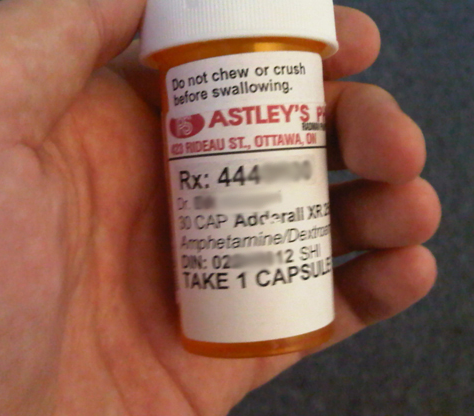 Do not chew or crush
before swallowing.
ASTLEY'S
RIDEAU ST., OTTAWA, ON
Rx: 444
Dr.
30 CAP Adderall XR
Amphetamine/Dextroam
DIN: 02 12 SHI
TAKE 1 CAPSULE